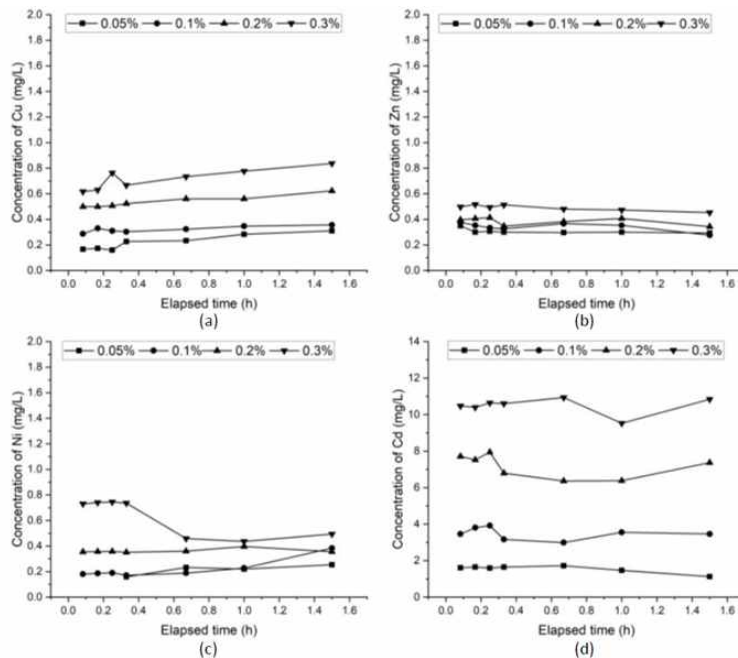 0.05% 0.1% 0.2% 0.3%
2.0
1.8
1.6
1.4
1.2
1.0
0.8
0.6
0.4
0.2
0.0
Concentration of Cu (mg/L)
0.0 0.2 0.4 0.6 0.8 1.0 1.2 1.4 1.6
Elapsed time (h)
(a)
0.05% 0.1% 0.2% 0.3%
2.0
1.8
1.6
1.4
1.2
1.0
0.8
0.6
0.4
0.2
0.0
Concentration of Zn (mg/L)
0.0 0.2 0.4 0.6 0.8 1.0 1.2 1.4 1.6
Elapsed time (h)
(b)
0.05% 0.1% 0.2% 0.3%
2.0
1.8
1.6
1.4
1.2
1.0
0.8
0.6
0.4
0.2
0.0
Concentration of Ni (mg/L)
0.0 0.2 0.4 0.6 0.8 1.0 1.2 1.4 1.6
Elapsed time (h)
(c)
0.05% 0.1% 0.2% 0.3%
14
12
10
8
6
4
2
0
Concentration of Cd (mg/L)
0.0 0.2 0.4 0.6 0.8 1.0 1.2 1.4 1.6
Elapsed time (h)
(d)